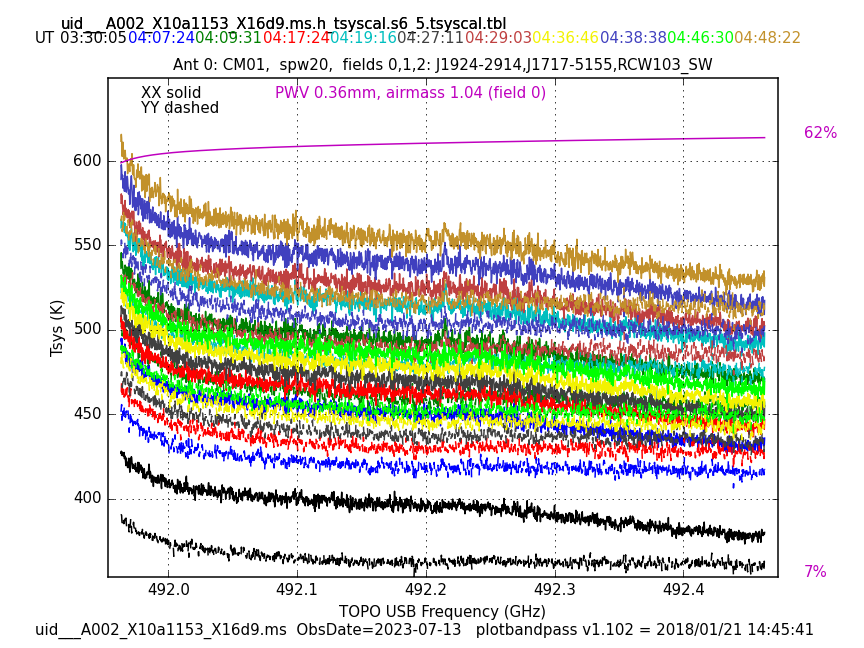 uid___A002_X10a1153_X16d9.ms.h_tsyscal.s6_5.tsyscal.tbl
UT 03:30:05 04:07:24 04:09:31 04:17:24 04:19:16 04:27:11 04:29:03 04:36:46 04:38:38 04:46:30 04:48:22
Ant 0: CM01, spw20, fields 0,1,2: J1924-2914,J1717-5155,RCW103_SW
XX solid
YY dashed
PWV 0.36mm, airmass 1.04 (field 0)
62%
600
550
500
450
400
Tsys (K)
7%
492.0 492.1 492.2 492.3 492.4
TOPO USB Frequency (GHz)
uid___A002_X10a1153_X16d9.ms ObsDate=2023-07-13 plotbandpass v1.102 = 2018/01/21 14:45:41